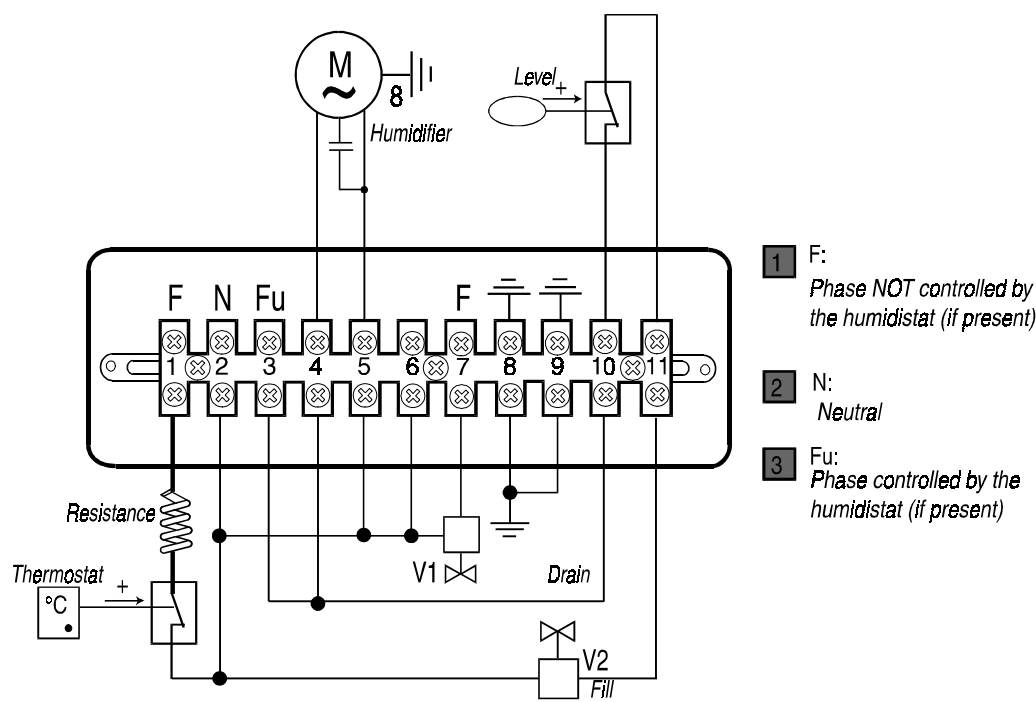 M
~
8
Humidifier
Level
+
F N Fu F
1 2 3 4 5 6 7 8 9 10 11
1 F:
Phase NOT controlled by
the humidistat (if present)
2 N:
Neutral
3 Fu:
Phase controlled by the
humidistat (if present)
Resistance
Thermostat
+
°C
V1
Drain
V2
Fill